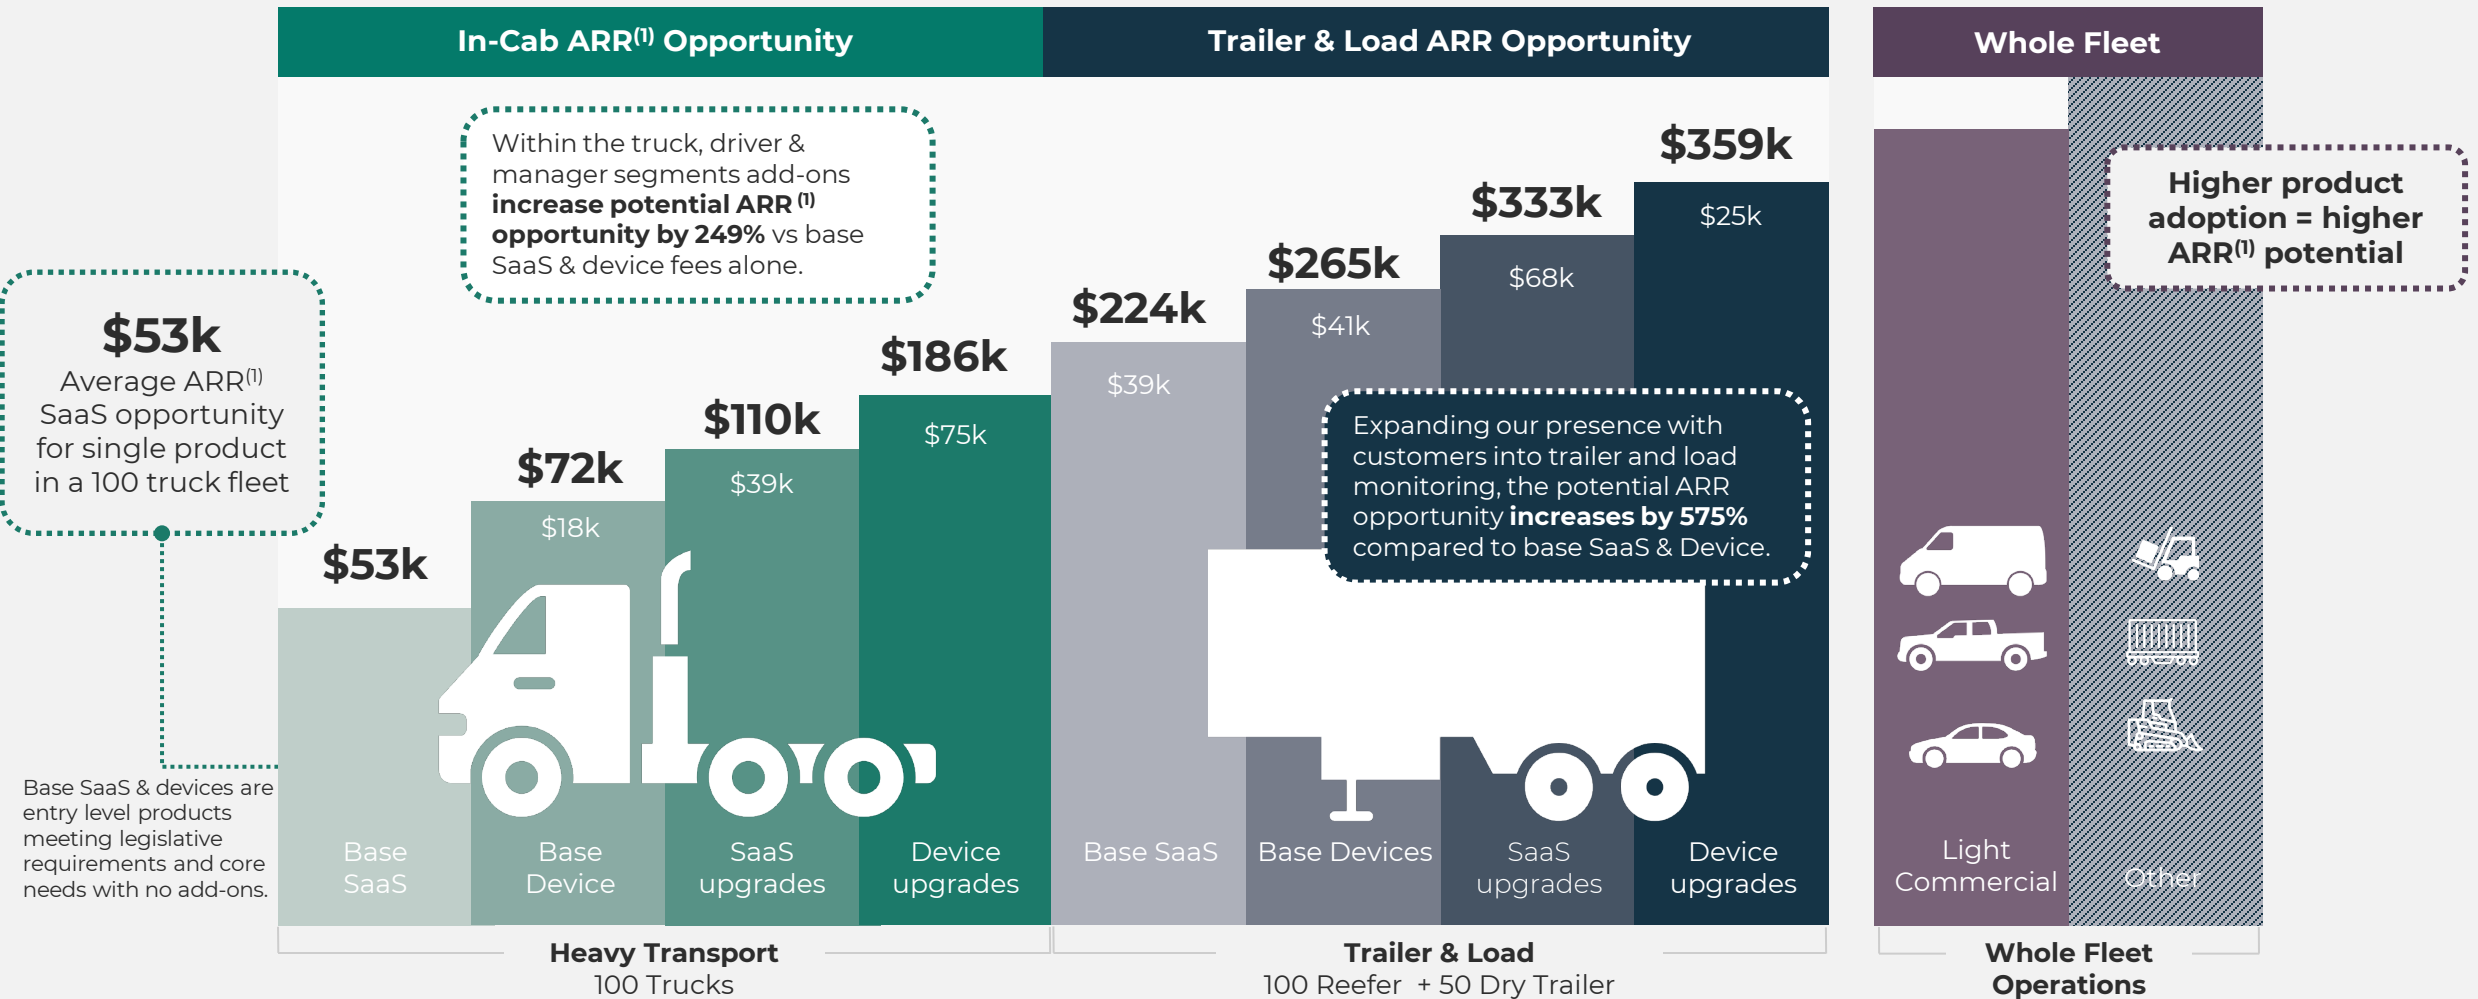 In-Cab ARR(1) Opportunity
Trailer & Load ARR Opportunity
Whole Fleet
Within the truck, driver &
manager segments add-ons
increase potential ARR (1)
opportunity by 249% vs base
SaaS & device fees alone.
Higher product
adoption = higher
ARR(1) potential
$53k
Average ARR(1)
SaaS opportunity
for single product
in a 100 truck fleet
Base SaaS & devices are
entry level products
meeting legislative
requirements and core
needs with no add-ons.
$53k
$72k
$18k
$110k
$39k
$186k
$75k
$224k
$39k
$265k
$41k
$333k
$68k
$359k
$25k
Expanding our presence with
customers into trailer and load
monitoring, the potential ARR
opportunity increases by 575%
compared to base SaaS & Device.
Base
SaaS
Base
Device
SaaS
upgrades
Device
upgrades
Base SaaS
Base Devices
SaaS
upgrades
Device
upgrades
Light
Commercial
Other
Heavy Transport
100 Trucks
Trailer & Load
100 Reefer + 50 Dry Trailer
Whole Fleet
Operations